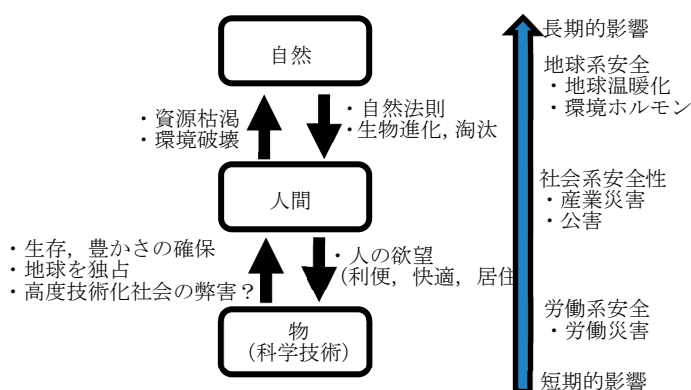 自然
・資源枯渇
・環境破壊
・自然法則
・生物進化, 淘汰
人間
・生存, 豊かさの確保
・地球を独占
・高度技術化社会の弊害？
・人の欲望
(利便, 快適, 居住
物
（科学技術）
長期的影響
地球系安全
・地球温暖化
・環境ホルモン
社会系安全性
・産業災害
・公害
労働系安全
・労働災害
短期的影響